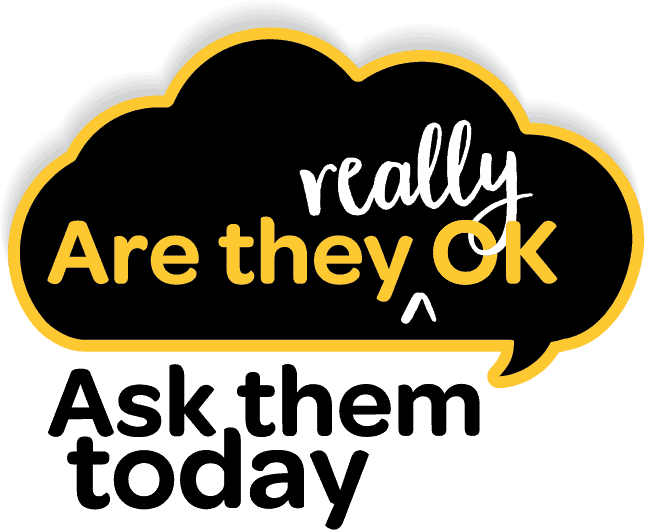 really
Are they ^ OK
Ask them
today